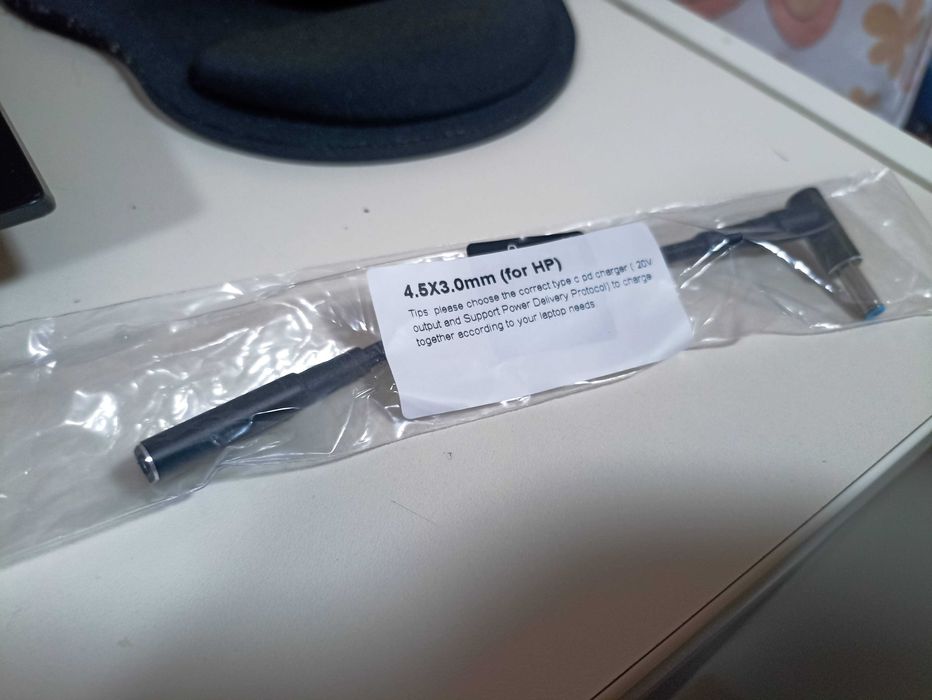 4.5X3.0mm (for HP)
Tips: please choose the correct type c pd charger ( 20V
output and Support Power Delivery Protocol) to charge
together according to your laptop needs